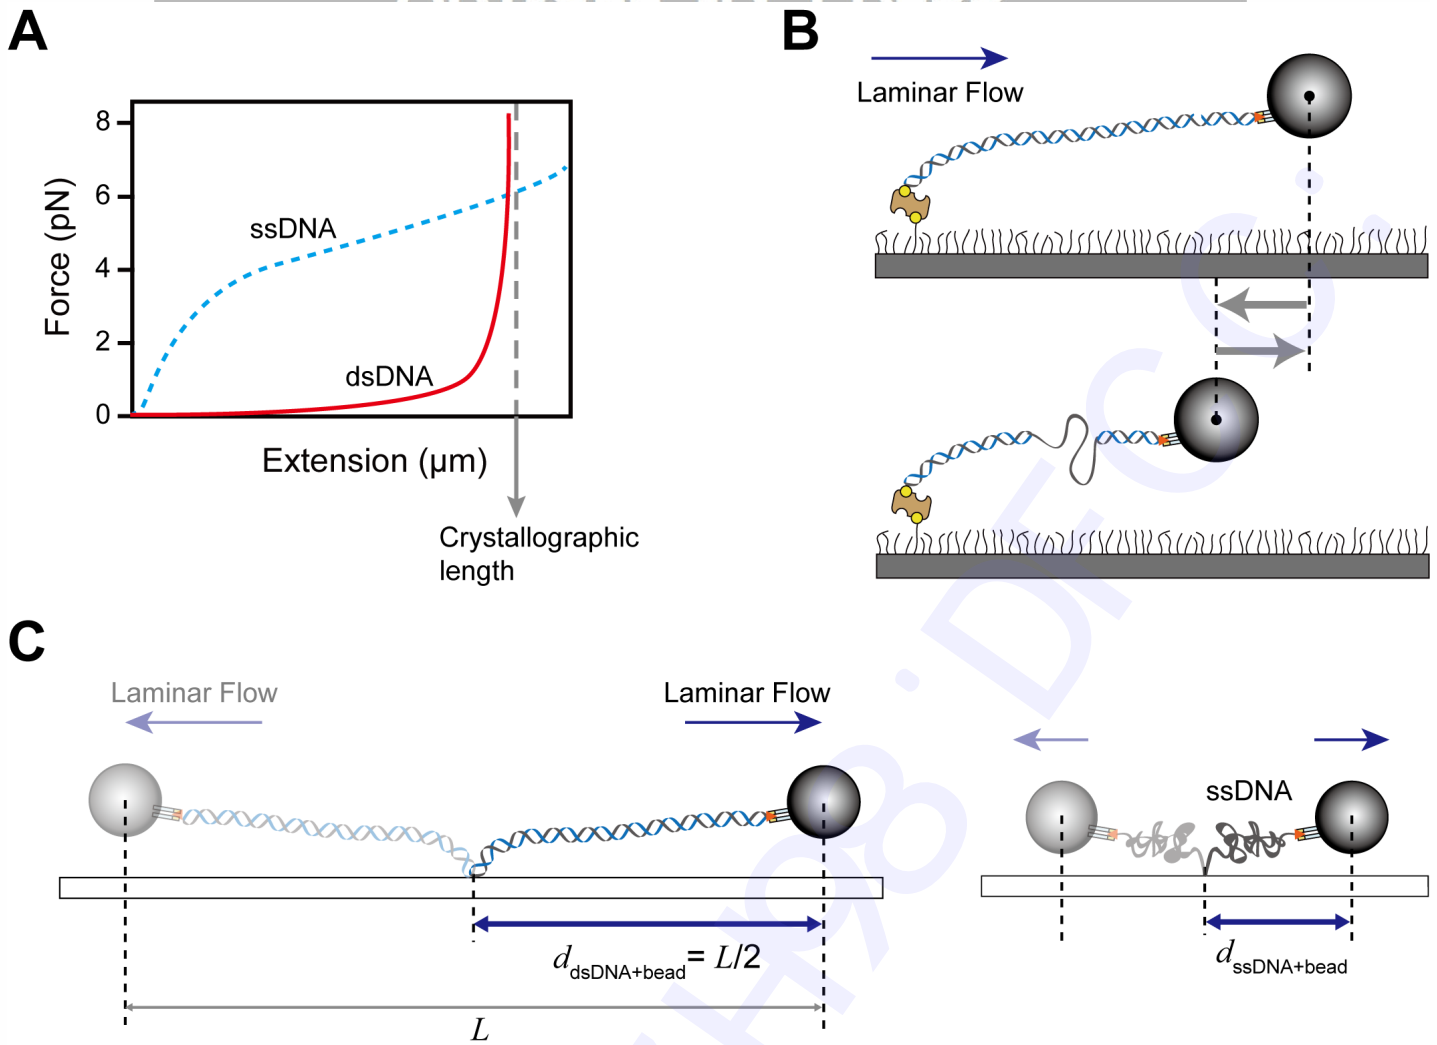 A
8
6
4
2
0
Force (pN)
ssDNA
dsDNA
Extension (μm)
Crystallographic
length
B
Laminar Flow
C
Laminar Flow
Laminar Flow
d dsDNA+bead = L/2
L
ssDNA
d ssDNA+bead